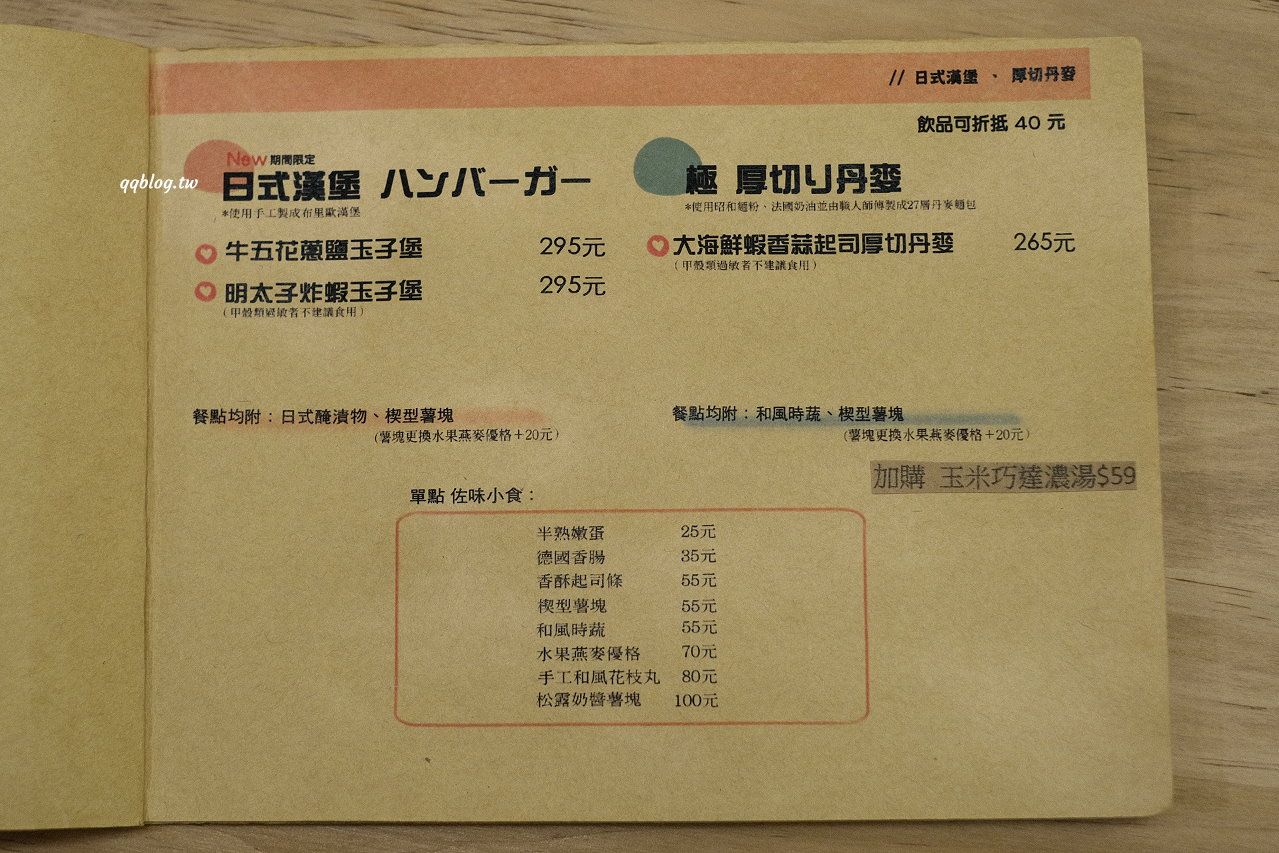 // 日式漢堡 、 厚切丹麥
飲品可折抵 40 元
New 期間限定
日式漢堡 ハンバーガー
*使用手工製成布里歐漢堡
牛五花蔥鹽玉子堡 295元
明太子炸蝦玉子堡 295元
(甲殼類過敏者不建議食用)
餐點均附：日式醃漬物、楔型薯塊
(薯塊更換水果燕麥優格＋20元)
極 厚切り丹麥
*使用昭和麵粉、法國奶油並由職人師傅製成27層丹麥麵包
大海鮮蝦香蒜起司厚切丹麥 265元
(甲殼類過敏者不建議食用)
餐點均附：和風時蔬、楔型薯塊
(薯塊更換水果燕麥優格＋20元)
加購 玉米巧達濃湯$59
單點 佐味小食：
半熟嫩蛋 25元
德國香腸 35元
香酥起司條 55元
楔型薯塊 55元
和風時蔬 55元
水果燕麥優格 70元
手工和風花枝丸 80元
松露奶醬薯塊 100元
qqblog.tw